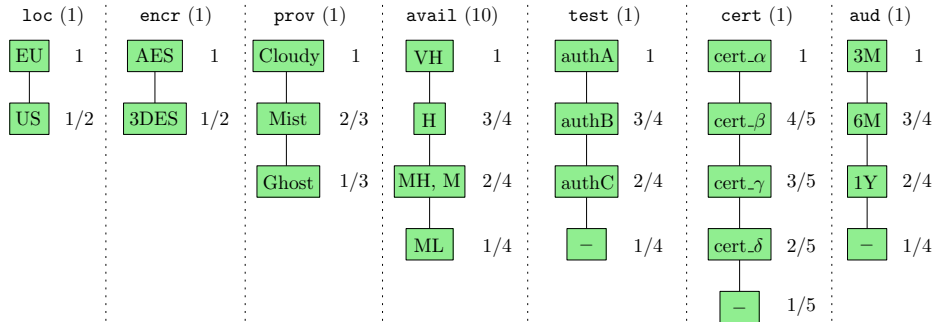 loc (1) encr (1) prov (1) avail (10) test (1) cert (1) aud (1)
EU 1 AES 1 Cloudy 1 VH 1 authA 1 cert_α 1 3M 1
US 1/2 3DES 1/2 Mist 2/3 H 3/4 authB 3/4 cert_β 4/5 6M 3/4
Ghost 1/3 MH, M 2/4 authC 2/4 cert_γ 3/5 1Y 2/4
ML 1/4 − 1/4 cert_δ 2/5 − 1/4
− 1/5